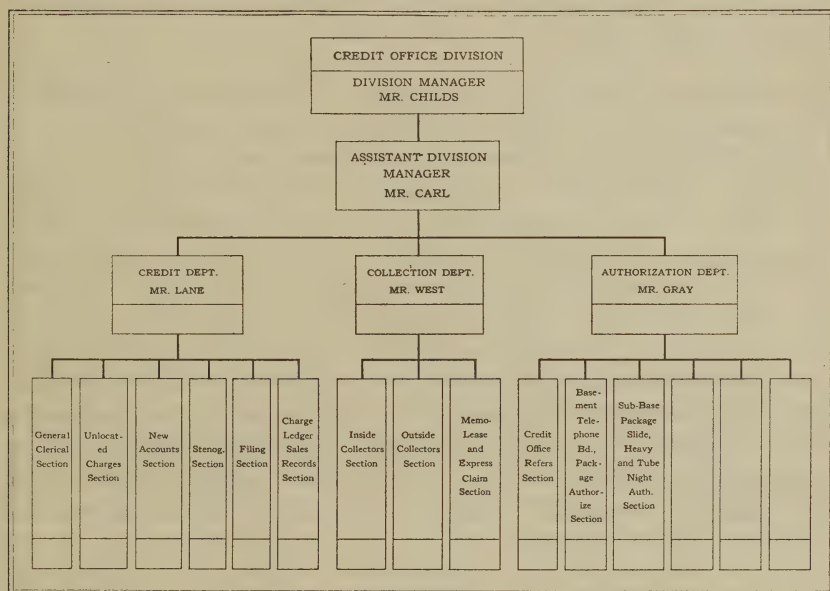 CREDIT OFFICE DIVISION
DIVISION MANAGER
MR. CHILDS
ASSISTANT DIVISION
MANAGER
MR. CARL
CREDIT DEPT.
MR. LANE
COLLECTION DEPT.
MR. WEST
AUTHORIZATION DEPT.
MR. GRAY
General
Clerical
Section
Unlocat-
ed
Charges
Section
New
Accounts
Section
Stenog.
Section
Filing
Section
Charge
Ledger
Sales
Records
Section
Inside
Collectors
Section
Outside
Collectors
Section
Memo-
Lease
and
Express
Claim
Section
Credit
Office
Refers
Section
Base-
ment
Tele-
phone
Bd.,
Pack-
age
Author-
ize
Section
Sub-Base
Package
Slide,
Heavy
and Tube
Night
Auth.
Section